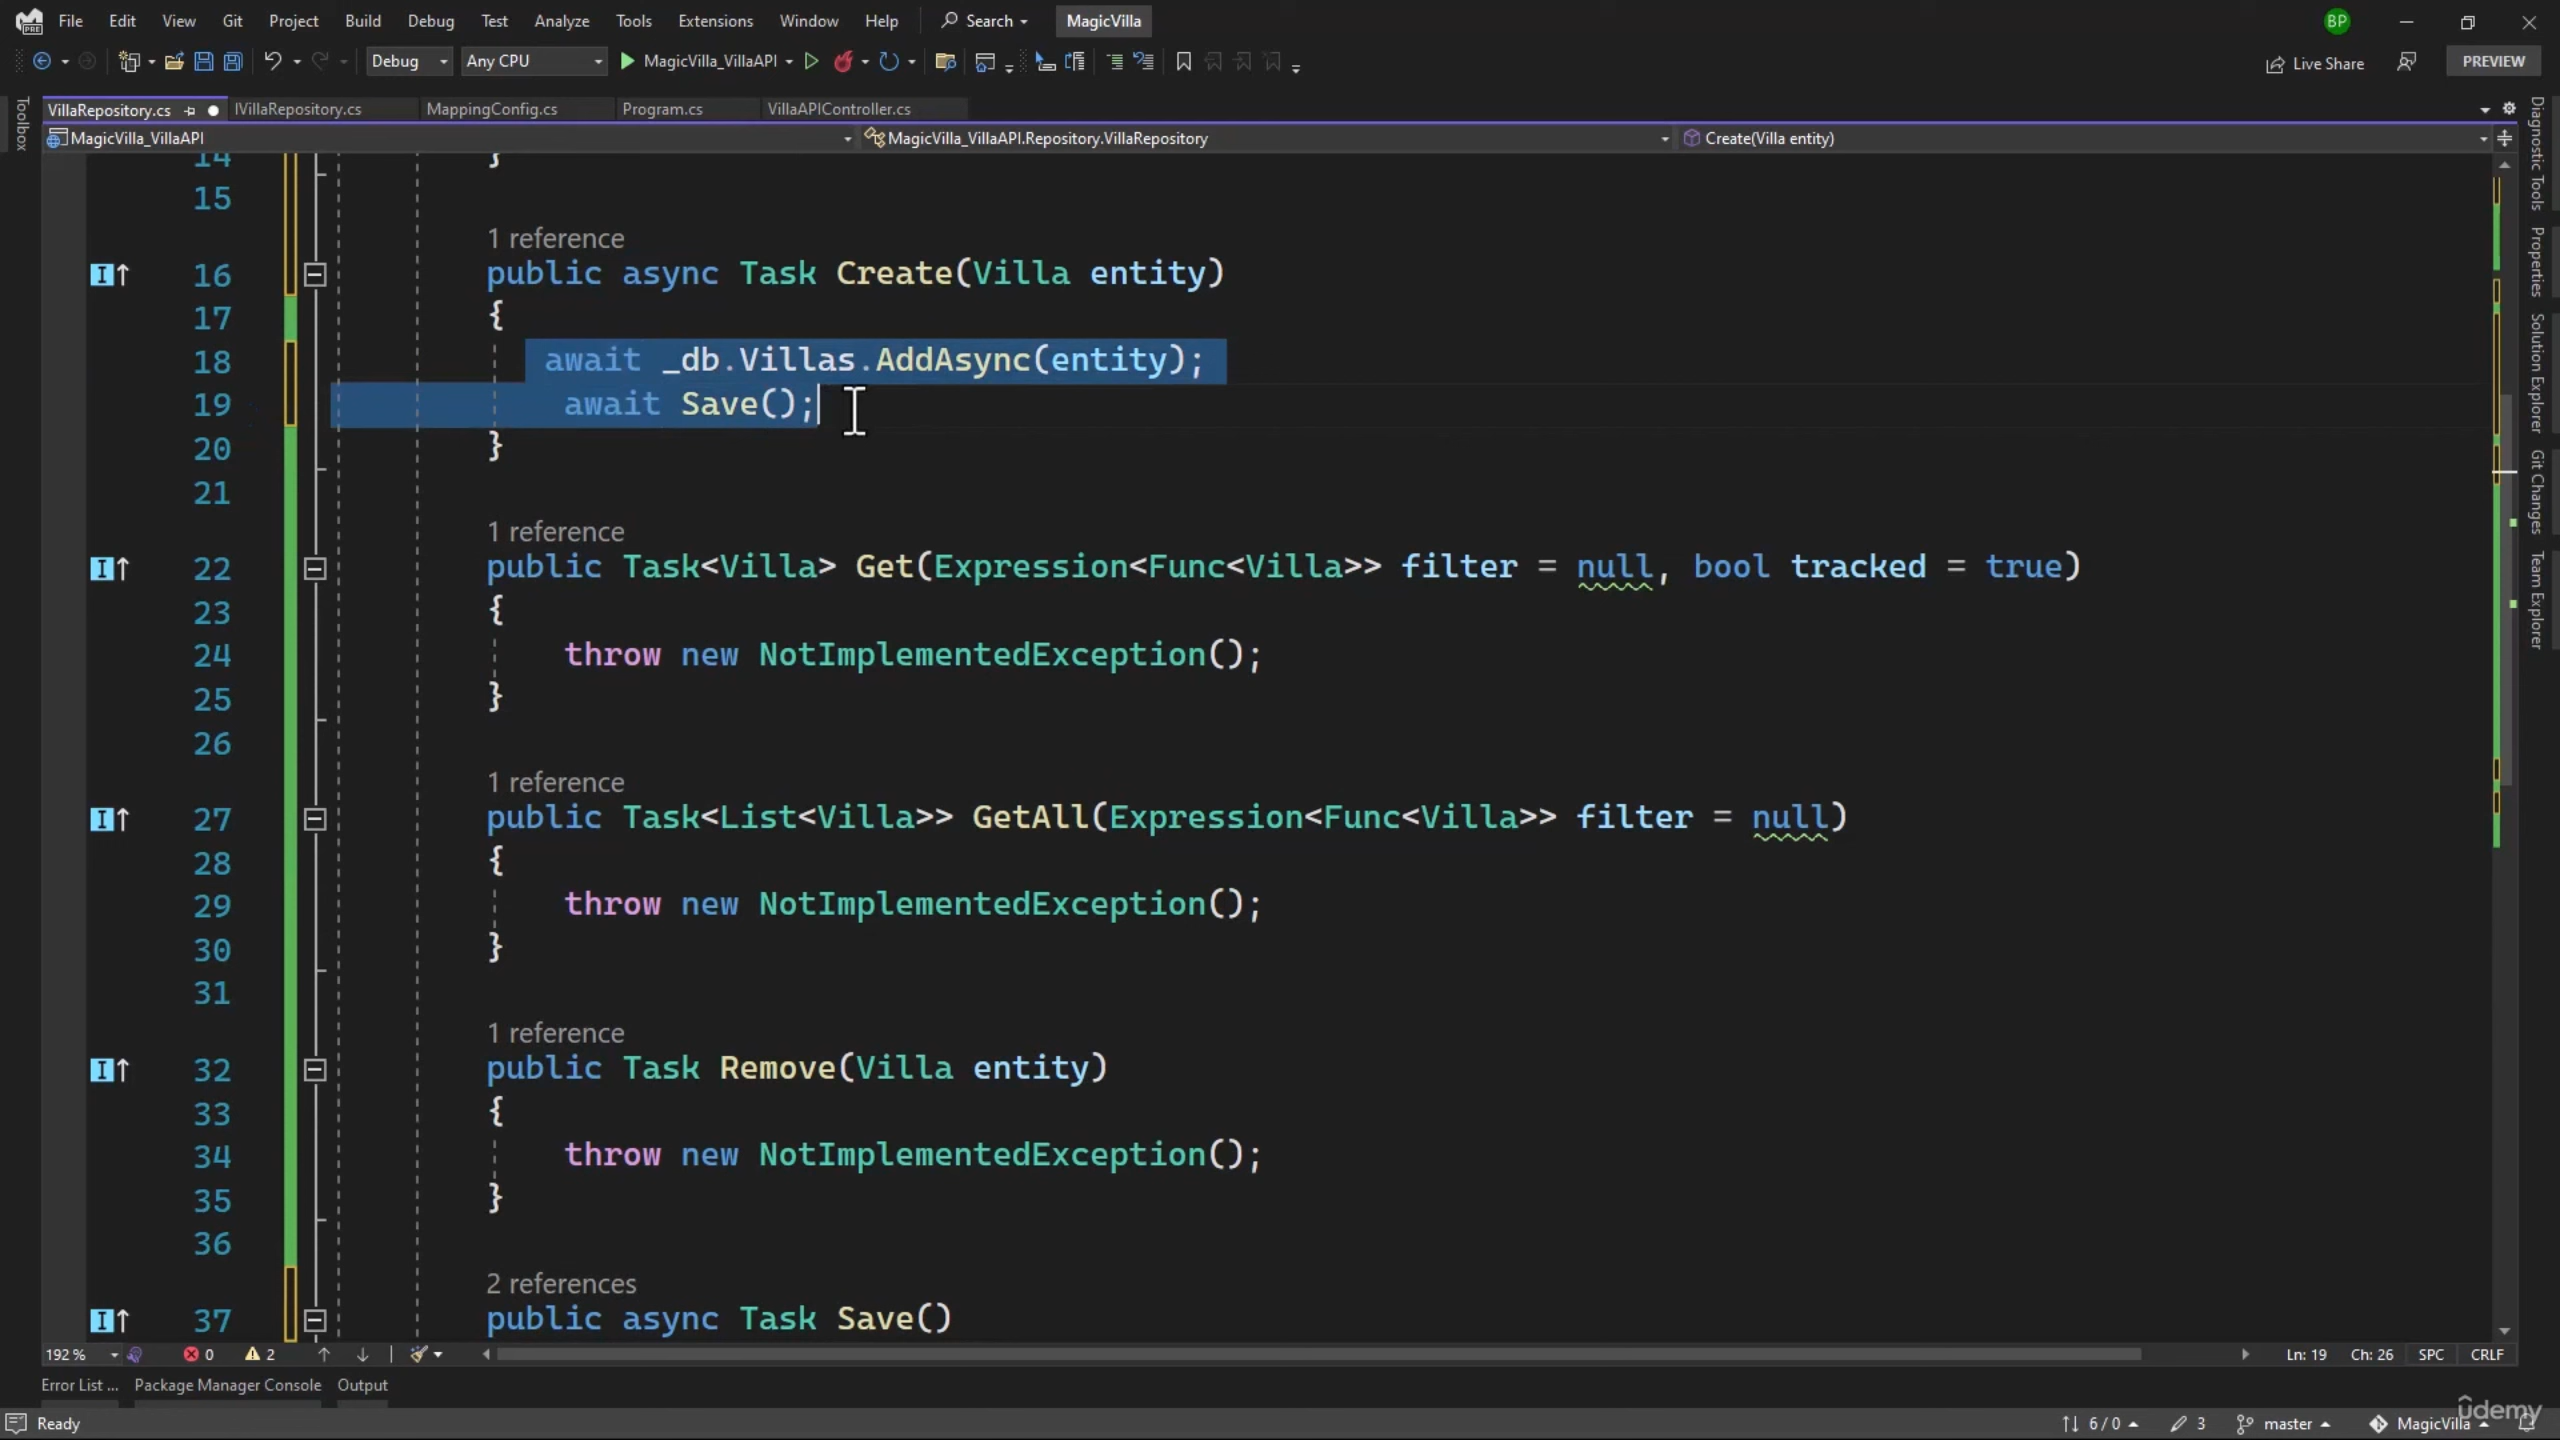 File Edit View Git Project Build Debug Test Analyze Tools Extensions Window Help Search MagicVilla BP
PRE
Debug Any CPU MagicVilla_VillaAPI Live Share PREVIEW
VillaRepository.cs IVillaRepository.cs MappingConfig.cs Program.cs VillaAPIController.cs
MagicVilla_VillaAPI MagicVilla_VillaAPI.Repository.VillaRepository Create(Villa entity)
Toolbox
Diagnostic Tools
Properties
Solution Explorer
Git Changes
Team Explorer
14 }
15
1 reference
16 public async Task Create(Villa entity)
17 {
18 await _db.Villas.AddAsync(entity);
19 await Save();
20 }
21
1 reference
22 public Task<Villa> Get(Expression<Func<Villa>> filter = null, bool tracked = true)
23 {
24 throw new NotImplementedException();
25 }
26
1 reference
27 public Task<List<Villa>> GetAll(Expression<Func<Villa>> filter = null)
28 {
29 throw new NotImplementedException();
30 }
31
1 reference
32 public Task Remove(Villa entity)
33 {
34 throw new NotImplementedException();
35 }
36
2 references
37 public async Task Save()
192 % 0 2 Ln: 19 Ch: 26 SPC CRLF
Error List ... Package Manager Console Output
Ready 6 / 0 3 master MagicVilla
udemy